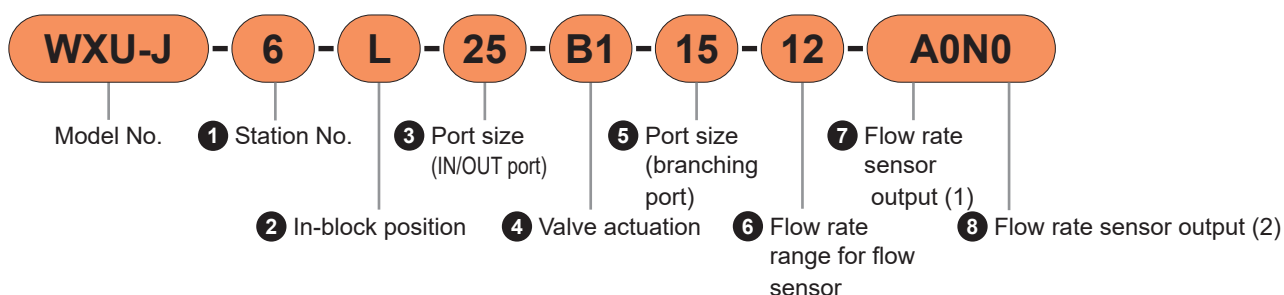 WXU-J - 6 - L - 25 - B1 - 15 - 12 - A0N0
Model No.
1 Station No.
3 Port size
(IN/OUT port)
5 Port size
(branching
port)
7 Flow rate
sensor
output (1)
2 In-block position
4 Valve actuation
6 Flow rate
range for flow
sensor
8 Flow rate sensor output (2)